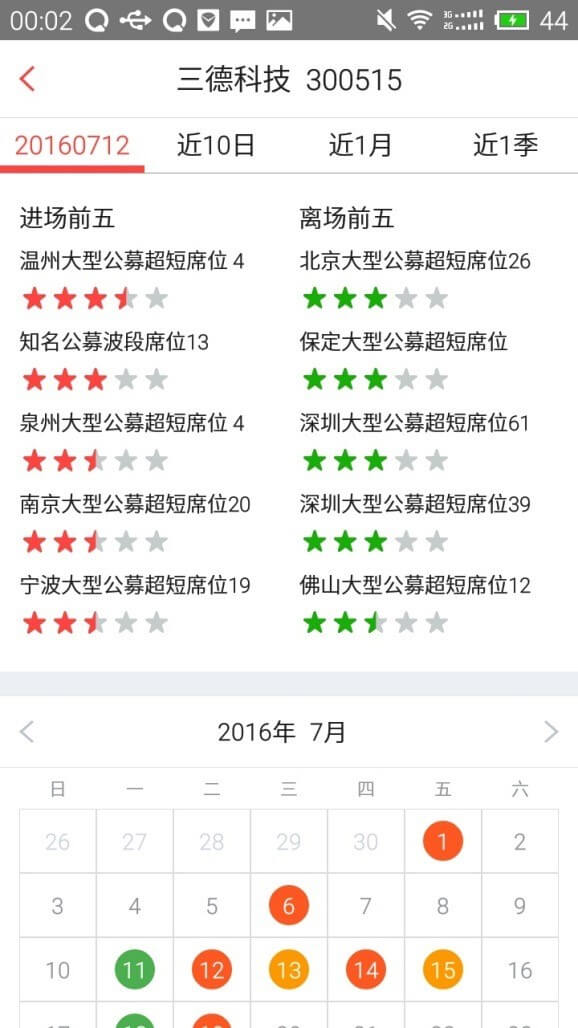 00:02
3G
2G
44
三德科技 300515
20160712 近10日 近1月 近1季
进场前五
温州大型公募超短席位 4
知名公募波段席位13
泉州大型公募超短席位 4
南京大型公募超短席位20
宁波大型公募超短席位19
离场前五
北京大型公募超短席位26
保定大型公募超短席位
深圳大型公募超短席位61
深圳大型公募超短席位39
佛山大型公募超短席位12
2016年 7月
日 一 二 三 四 五 六
26 27 28 29 30 1 2
3 4 5 6 7 8 9
10 11 12 13 14 15 16